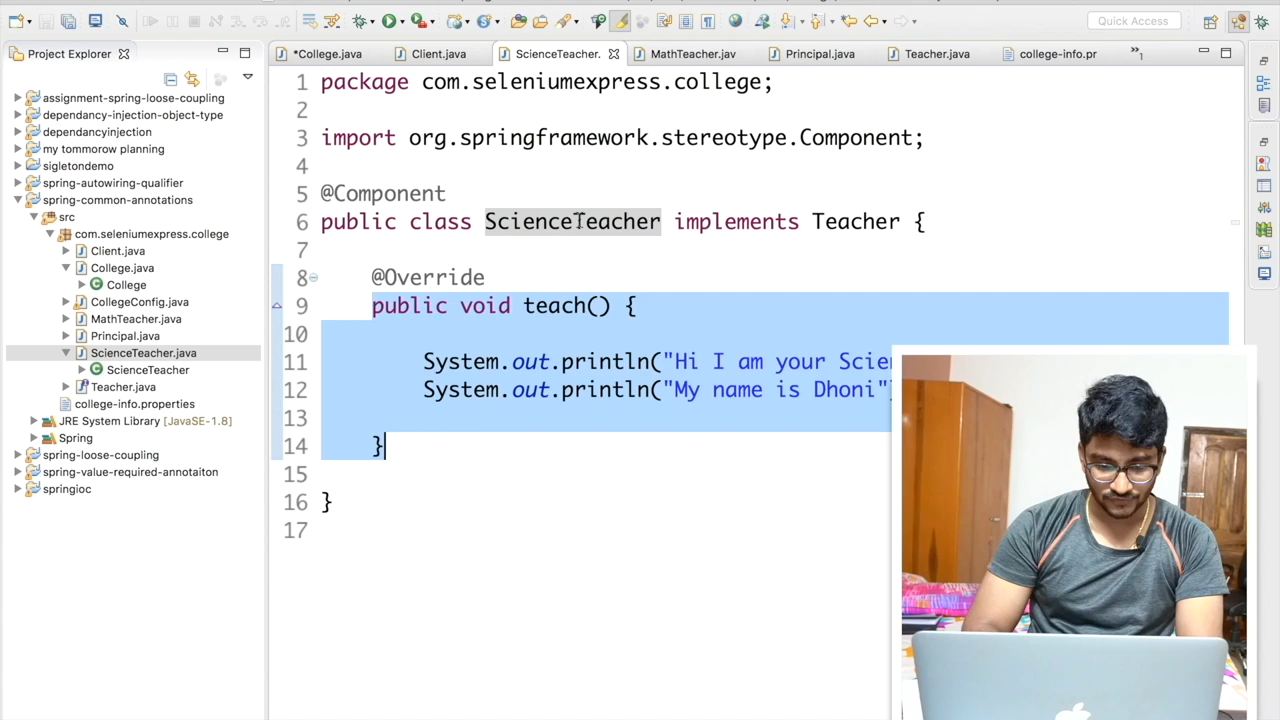 Quick Access
Project Explorer
*College.java
Client.java
ScienceTeacher.
MathTeacher.jav
Principal.java
Teacher.java
college-info.pr
»1
assignment-spring-loose-coupling
dependancy-injection-object-type
dependancyinjection
my tommorow planning
sigletondemo
spring-autowiring-qualifier
spring-common-annotations
src
com.seleniumexpress.college
Client.java
College.java
College
CollegeConfig.java
MathTeacher.java
Principal.java
ScienceTeacher.java
ScienceTeacher
Teacher.java
college-info.properties
JRE System Library [JavaSE-1.8]
Spring
spring-loose-coupling
spring-value-required-annotaiton
springioc
1 package com.seleniumexpress.college;
2
3 import org.springframework.stereotype.Component;
4
5 @Component
6 public class ScienceTeacher implements Teacher {
7
8 @Override
9 public void teach() {
10
11 System.out.println("Hi I am your Scien
12 System.out.println("My name is Dhoni")
13
14 }
15
16 }
17